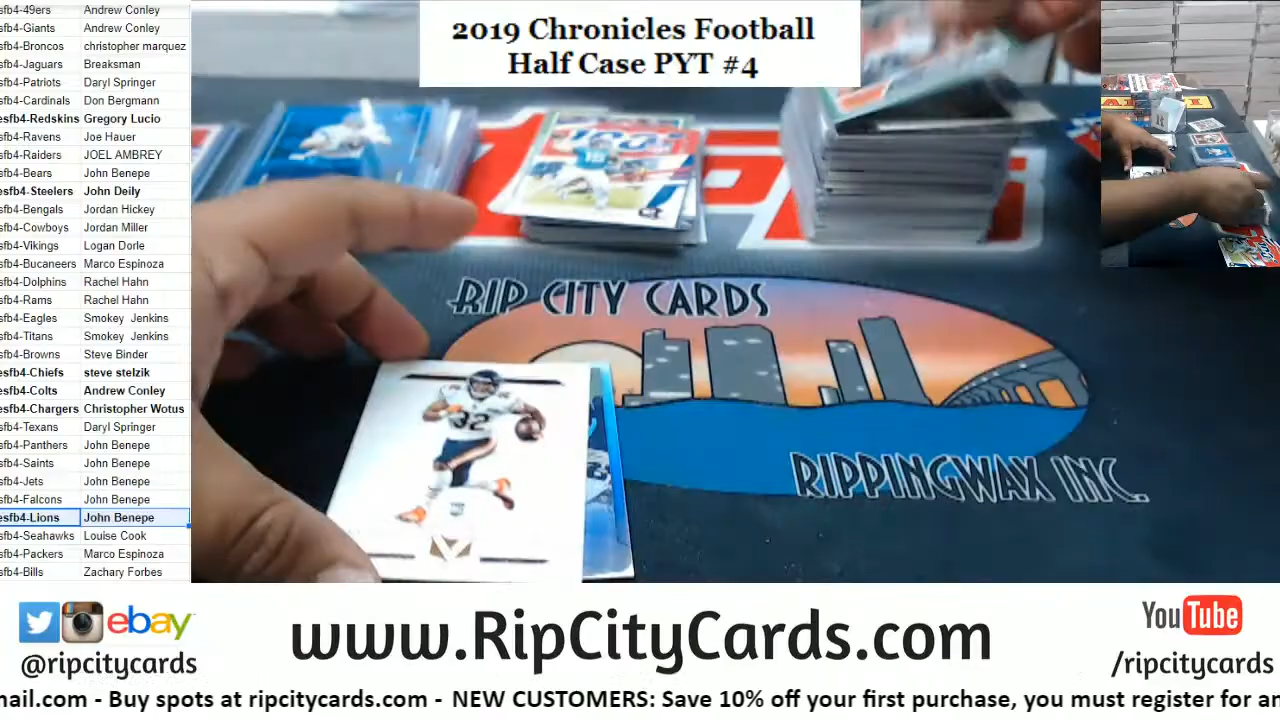 sfb4-49ers Andrew Conley
sfb4-Giants Andrew Conley
sfb4-Broncos christopher marquez
sfb4-Jaguars Breaksman
sfb4-Patriots Daryl Springer
sfb4-Cardinals Don Bergmann
esfb4-Redskins Gregory Lucio
sfb4-Ravens Joe Hauer
sfb4-Raiders JOEL AMBREY
sfb4-Bears John Benepe
esfb4-Steelers John Deily
sfb4-Bengals Jordan Hickey
sfb4-Cowboys Jordan Miller
sfb4-Vikings Logan Dorle
sfb4-Bucaneers Marco Espinoza
sfb4-Dolphins Rachel Hahn
sfb4-Rams Rachel Hahn
sfb4-Eagles Smokey Jenkins
sfb4-Titans Smokey Jenkins
sfb4-Browns Steve Binder
esfb4-Chiefs steve stelzik
esfb4-Colts Andrew Conley
esfb4-Chargers Christopher Wotus
sfb4-Texans Daryl Springer
sfb4-Panthers John Benepe
sfb4-Saints John Benepe
sfb4-Jets John Benepe
sfb4-Falcons John Benepe
esfb4-Lions John Benepe
sfb4-Seahawks Louise Cook
sfb4-Packers Marco Espinoza
sfb4-Bills Zachary Forbes
2019 Chronicles Football
Half Case PYT #4
100
RIP CITY CARDS
32
RIPPINGWAX INC.
ebay
@ripcitycards
www.RipCityCards.com
YouTube
/ripcitycards
mail.com - Buy spots at ripcitycards.com - NEW CUSTOMERS: Save 10% off your first purchase, you must register for an